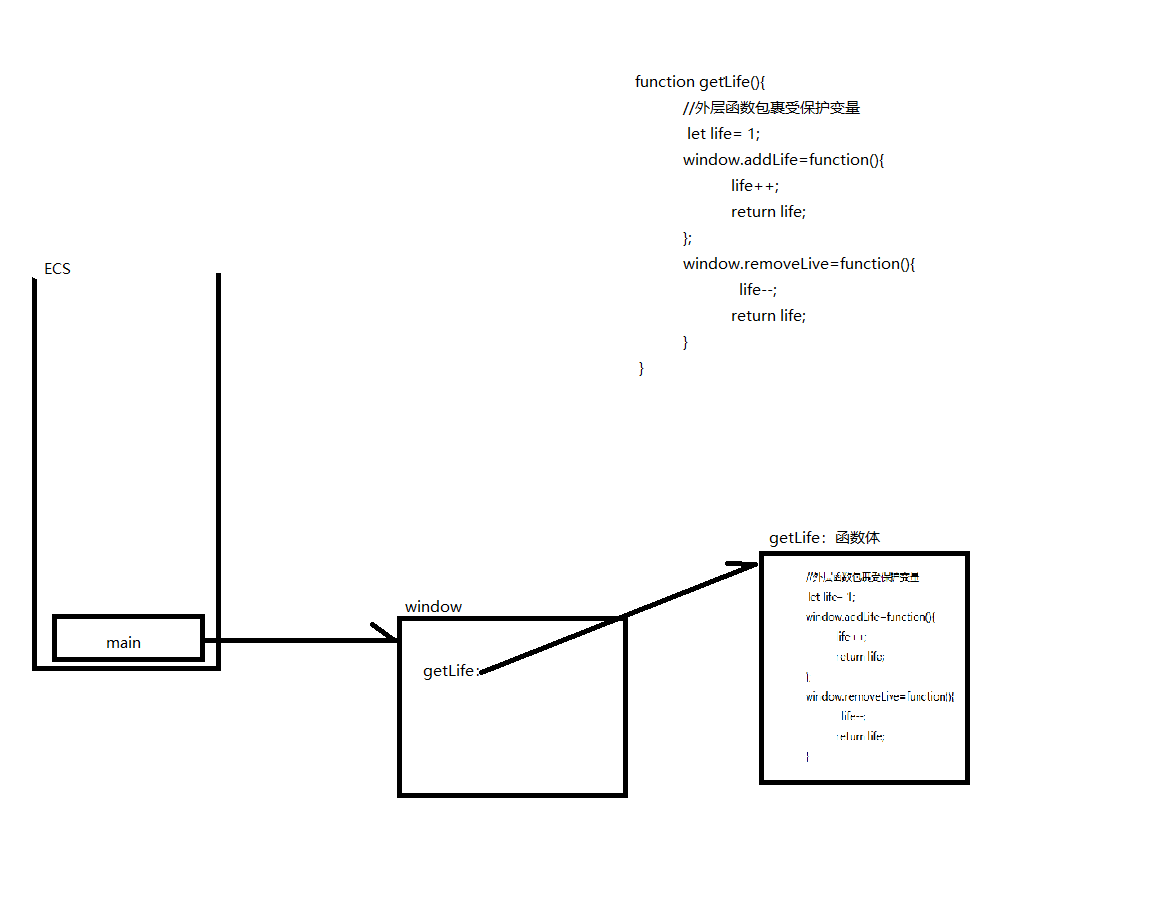 function getLife(){
//外层函数包裹受保护变量
let life= 1;
window.addLife=function(){
life++;
return life;
};
window.removeLive=function(){
life--;
return life;
}
}
ECS
main
window
getLife:
getLife：函数体
//外层函数包裹受保护变量
let life= 1;
window.addLife=function(){
life++;
return life;
}
window.removeLive=function(){
life--;
return life;
}